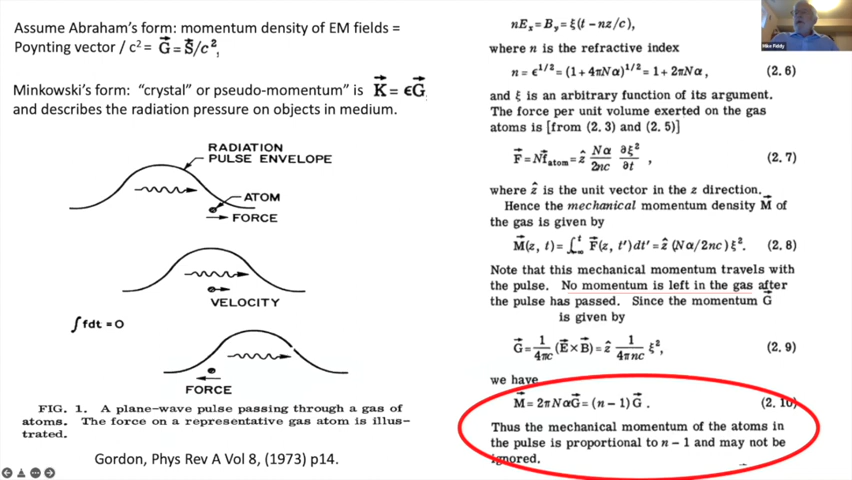 Assume Abraham's form: momentum density of EM fields =
Poynting vector / c² = G⃗ = S⃗/c²,
Minkowski's form: "crystal" or pseudo-momentum" is K⃗ = ϵG⃗
and describes the radiation pressure on objects in medium.
RADIATION
PULSE ENVELOPE
ATOM
FORCE
VELOCITY
∫fdt = 0
FORCE
FIG. 1. A plane-wave pulse passing through a gas of
atoms. The force on a representative gas atom is illus-
trated.
Gordon, Phys Rev A Vol 8, (1973) p14.
nEₓ = Bᵧ = ξ(t − nz/c),
where n is the refractive index
n = ϵ^1/2 = (1 + 4πNα)^1/2 = 1 + 2πNα, (2.6)
and ξ is an arbitrary function of its argument.
The force per unit volume exerted on the gas
atoms is [from (2.3) and (2.5)]
F⃗ = Nf⃗atom = ẑ Nα/2nc ∂ξ²/∂t , (2.7)
where ẑ is the unit vector in the z direction.
Hence the mechanical momentum density M⃗ of
the gas is given by
M⃗(z, t) = ∫₋∞ᵗ F⃗(z, t′)dt′ = ẑ (Nα/2nc) ξ². (2.8)
Note that this mechanical momentum travels with
the pulse. No momentum is left in the gas after
the pulse has passed. Since the momentum G⃗
is given by
G⃗ = 1/4πc (E⃗ × B⃗) = ẑ 1/4πnc ξ², (2.9)
we have
M⃗ = 2πNαG⃗ = (n − 1) G⃗ . (2.10)
Thus the mechanical momentum of the atoms in
the pulse is proportional to n − 1 and may not be
ignored.
Mike Fiddy